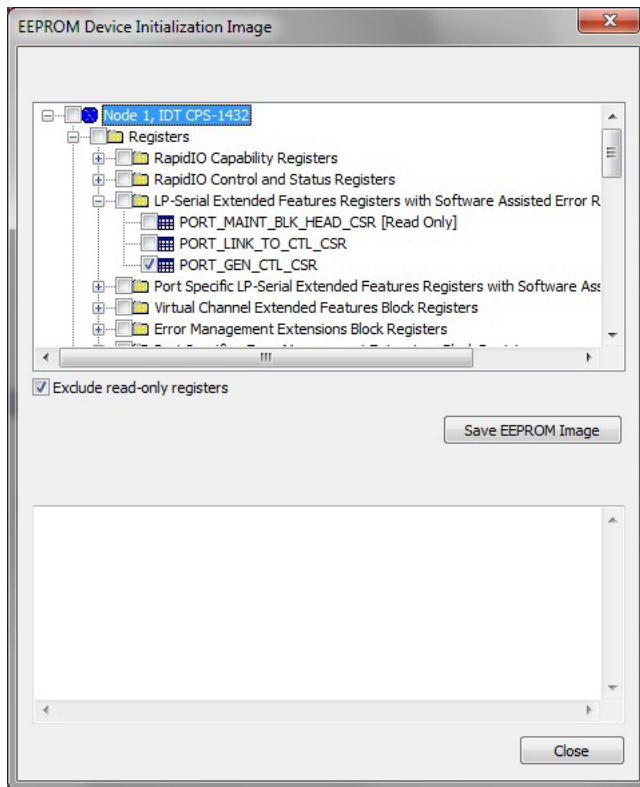 EEPROM Device Initialization Image
Node 1, IDT CPS-1432
Registers
RapidIO Capability Registers
RapidIO Control and Status Registers
LP-Serial Extended Features Registers with Software Assisted Error R
PORT_MAINT_BLK_HEAD_CSR [Read Only]
PORT_LINK_TO_CTL_CSR
PORT_GEN_CTL_CSR
Port Specific LP-Serial Extended Features Registers with Software Ass
Virtual Channel Extended Features Block Registers
Error Management Extensions Block Registers
Exclude read-only registers
Save EEPROM Image
Close